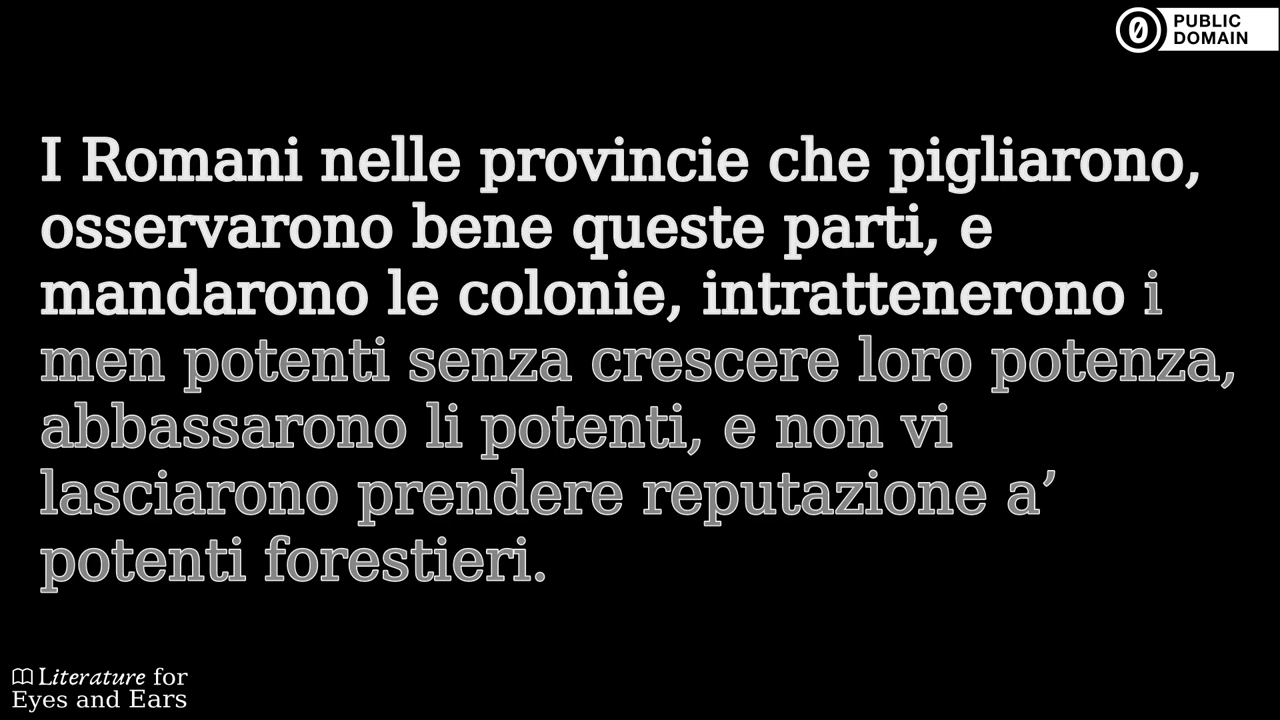 PUBLIC
DOMAIN
I Romani nelle provincie che pigliarono,
osservarono bene queste parti, e
mandarono le colonie, intrattenerono i
men potenti senza crescere loro potenza,
abbassarono li potenti, e non vi
lasciarono prendere reputazione a’
potenti forestieri.
Literature for
Eyes and Ears